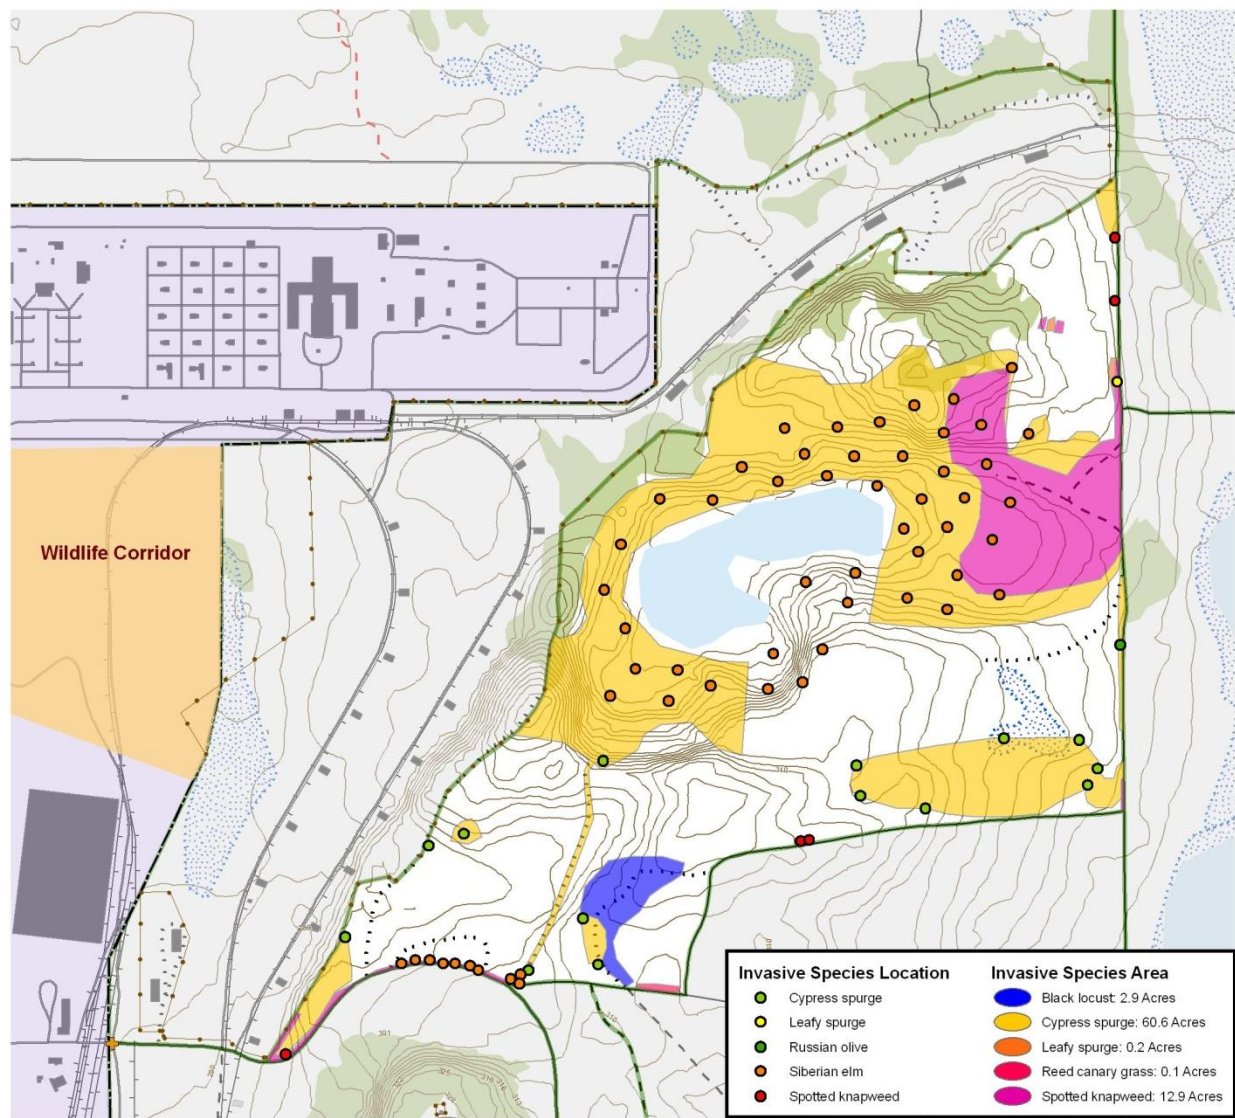 Wildlife Corridor
310
301
Invasive Species Location
Cypress spurge
Leafy spurge
Russian olive
Siberian elm
Spotted knapweed
Invasive Species Area
Black locust: 2.9 Acres
Cypress spurge: 60.6 Acres
Leafy spurge: 0.2 Acres
Reed canary grass: 0.1 Acres
Spotted knapweed: 12.9 Acres